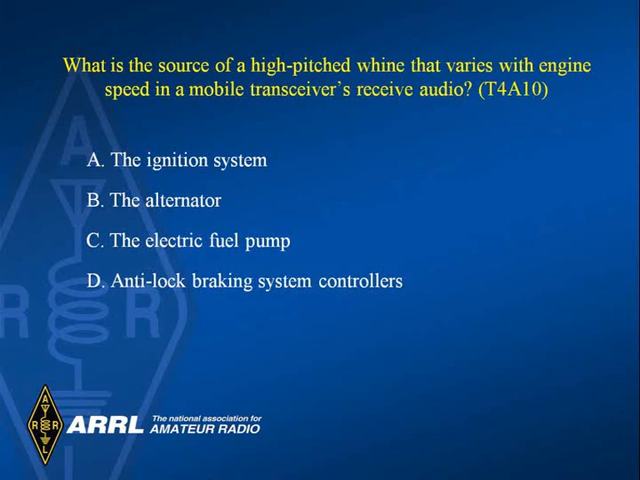 What is the source of a high-pitched whine that varies with engine
speed in a mobile transceiver's receive audio? (T4A10)
A. The ignition system
B. The alternator
C. The electric fuel pump
D. Anti-lock braking system controllers
A
R R
L
A
R R
L
ARRL The national association for
AMATEUR RADIO